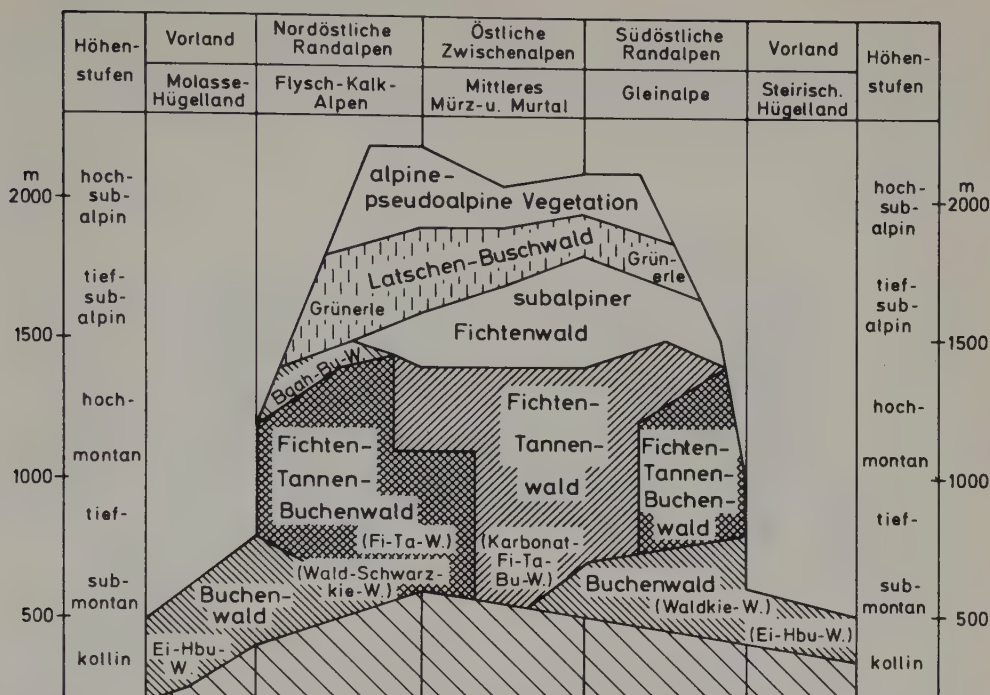 Höhen-
stufen
Vorland
Nordöstliche
Randalpen
Östliche
Zwischenalpen
Südöstliche
Randalpen
Vorland
Höhen-
stufen
Molasse-
Hügelland
Flysch-Kalk-
Alpen
Mittleres
Mürz-u. Murtal
Gleinalpe
Steirisch.
Hügelland
m
2000
1500
1000
500
hoch-
sub-
alpin
tief-
sub-
alpin
hoch-
montan
tief-
sub-
montan
kollin
alpine-
pseudoalpine Vegetation
Latschen-Buschwald
Grünerle
Grün-
erle
subalpiner
Fichtenwald
Bah-Bu-W.
Fichten-
Tannen-
Buchenwald
(Fi-Ta-W.)
(Wald-Schwarz-
kie-W.)
Fichten-
Tannen-
wald
(Karbonat-
Fi-Ta-
Bu-W.)
Fichten-
Tannen-
Buchen-
wald
Buchen-
wald
Ei-Hbu-
W.
Buchenwald
(Waldkie-W.)
(Ei-Hbu-W.)
m
2000
1500
1000
500
hoch-
sub-
alpin
tief-
sub-
alpin
hoch-
montan
tief-
sub-
montan
kollin